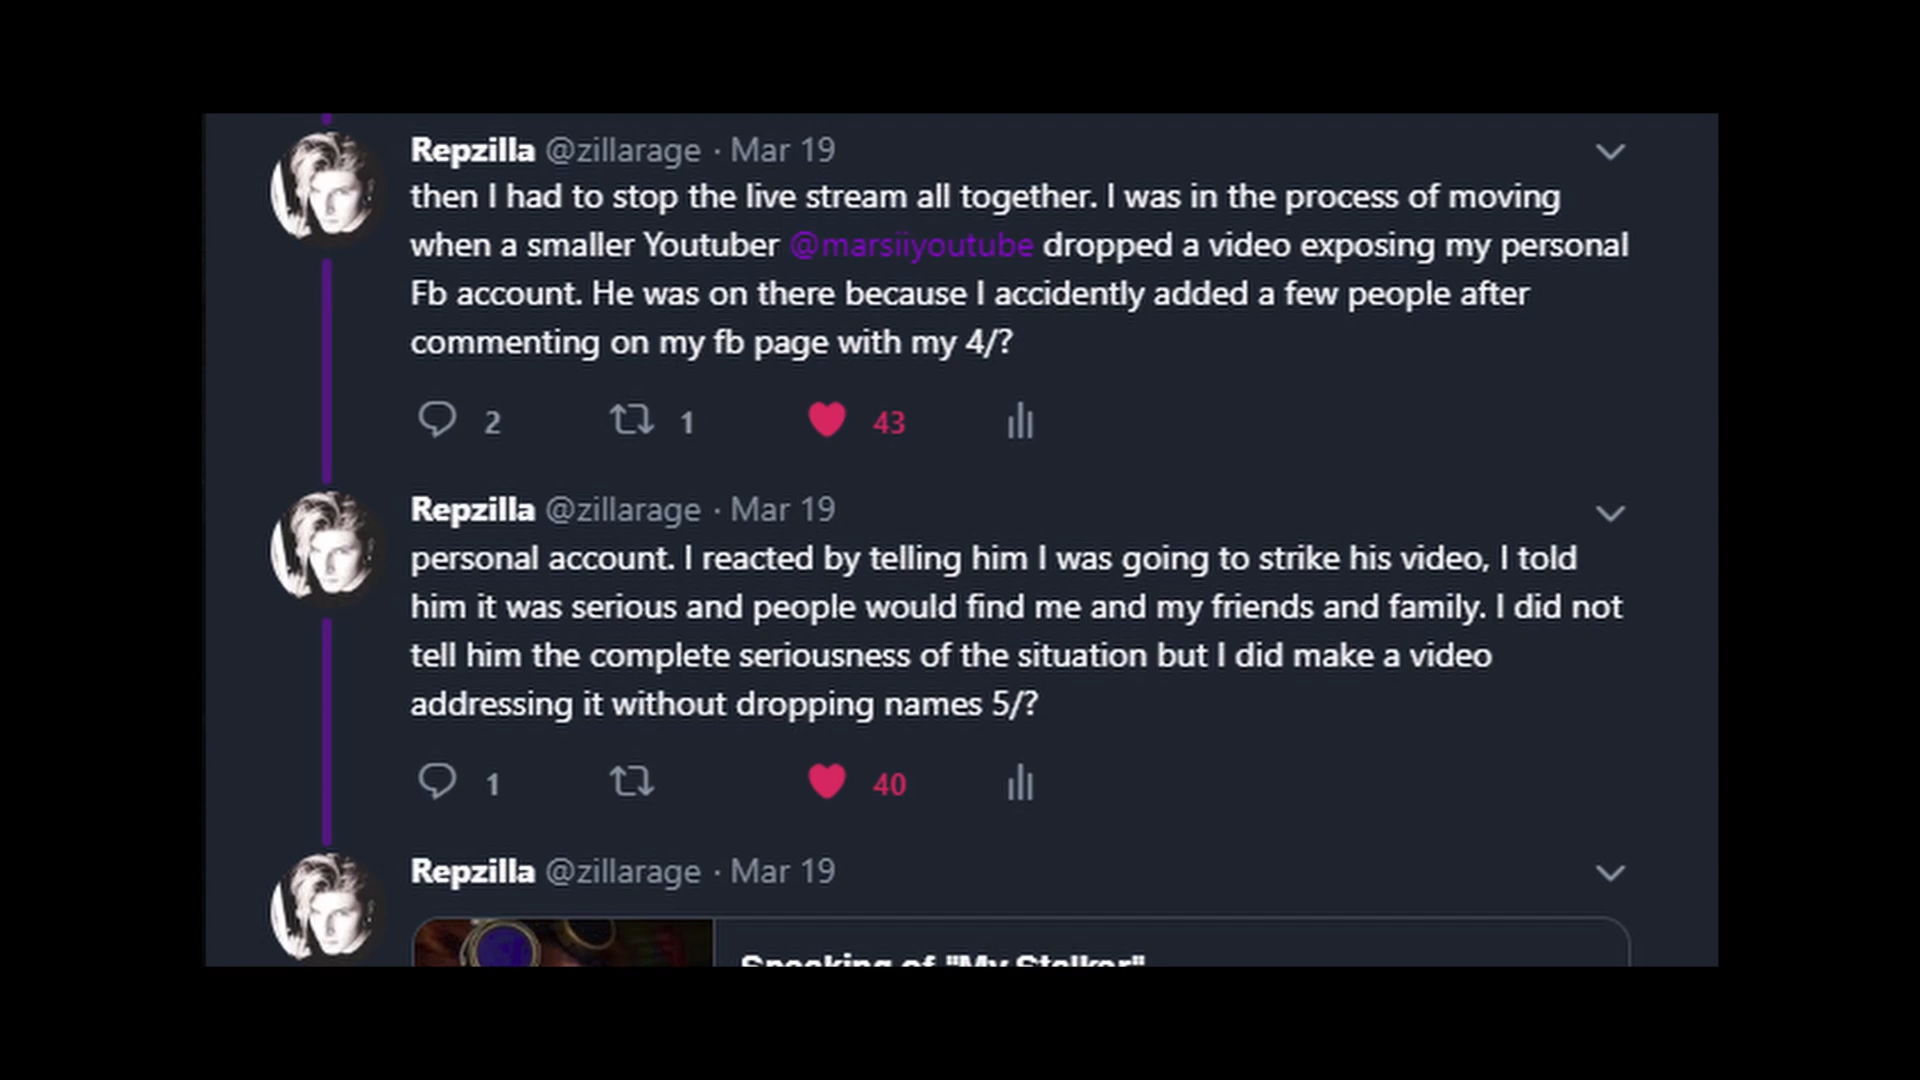 Repzilla @zillarage · Mar 19
then I had to stop the live stream all together. I was in the process of moving
when a smaller Youtuber @marsiiyoutube dropped a video exposing my personal
Fb account. He was on there because I accidently added a few people after
commenting on my fb page with my 4/?
2 1 43
Repzilla @zillarage · Mar 19
personal account. I reacted by telling him I was going to strike his video, I told
him it was serious and people would find me and my friends and family. I did not
tell him the complete seriousness of the situation but I did make a video
addressing it without dropping names 5/?
1 40
Repzilla @zillarage · Mar 19
Speaking of "My Stalker"